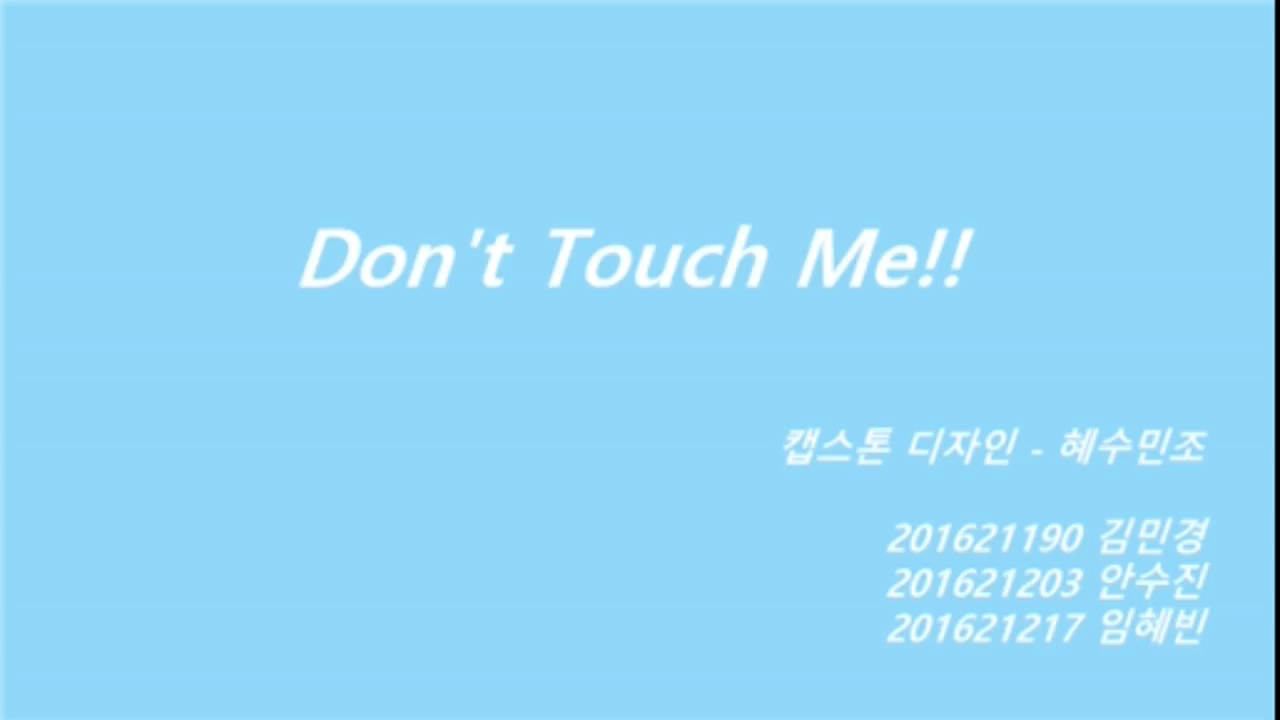 Don't Touch Me!!
캡스톤 디자인 - 혜수민조
201621190 김민경
201621203 안수진
201621217 임혜빈